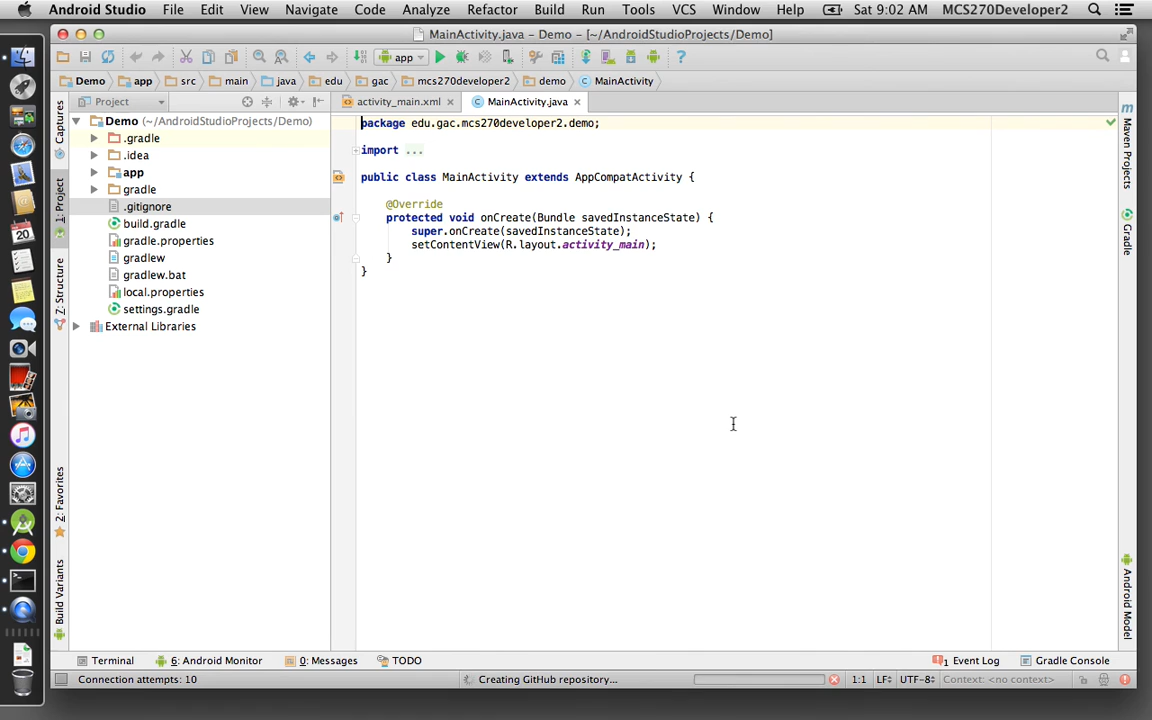 Android Studio File Edit View Navigate Code Analyze Refactor Build Run Tools VCS Window Help Sat 9:02 AM MCS270Developer2
MainActivity.java - Demo - [~/AndroidStudioProjects/Demo]
app
Demo app src main java edu gac mcs270developer2 demo MainActivity
Project activity_main.xml MainActivity.java
Captures
1: Project
Z: Structure
2: Favorites
Build Variants
Demo (~/AndroidStudioProjects/Demo)
.gradle
.idea
app
gradle
.gitignore
build.gradle
gradle.properties
gradlew
gradlew.bat
local.properties
settings.gradle
External Libraries
20
package edu.gac.mcs270developer2.demo;
import ...
public class MainActivity extends AppCompatActivity {
@Override
protected void onCreate(Bundle savedInstanceState) {
super.onCreate(savedInstanceState);
setContentView(R.layout.activity_main);
}
}
Maven Projects
Gradle
Android Model
Terminal 6: Android Monitor 0: Messages TODO 1 Event Log Gradle Console
Connection attempts: 10 Creating GitHub repository... 1:1 LF UTF-8 Context: <no context>